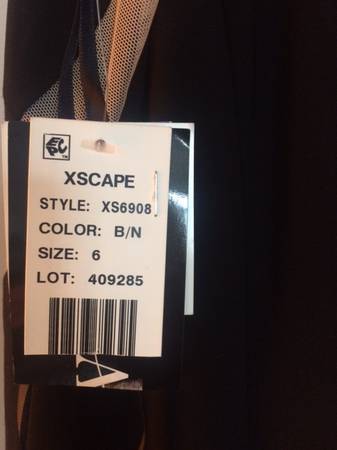 XSCAPE
STYLE: XS6908
COLOR: B/N
SIZE: 6
LOT: 409285